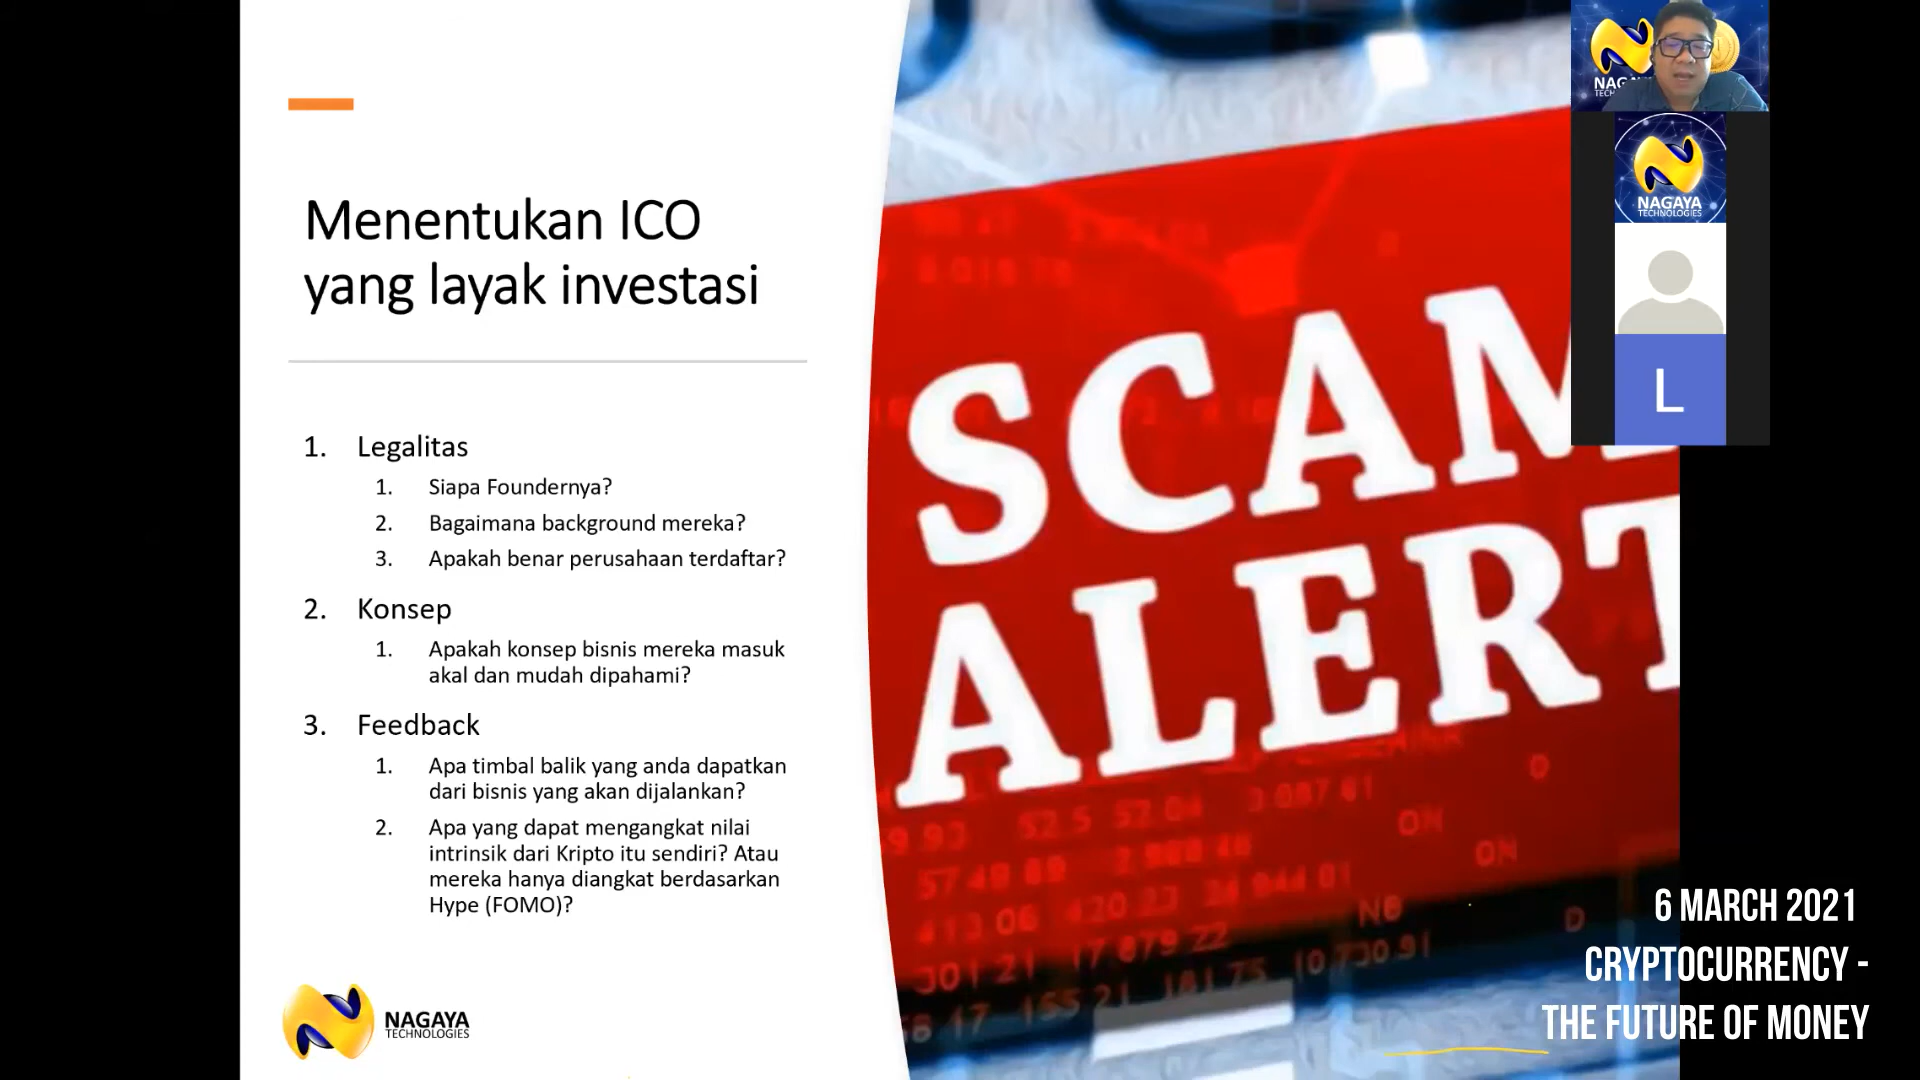 Menentukan ICO
yang layak investasi
1. Legalitas
1. Siapa Foundernya?
2. Bagaimana background mereka?
3. Apakah benar perusahaan terdaftar?
2. Konsep
1. Apakah konsep bisnis mereka masuk
akal dan mudah dipahami?
3. Feedback
1. Apa timbal balik yang anda dapatkan
dari bisnis yang akan dijalankan?
2. Apa yang dapat mengangkat nilai
intrinsik dari Kripto itu sendiri? Atau
mereka hanya diangkat berdasarkan
Hype (FOMO)?
NAGAYA
TECHNOLOGIES
SCAM
ALERT
NAGAYA
TECHNOLOGIES
L
6 MARCH 2021
CRYPTOCURRENCY -
THE FUTURE OF MONEY